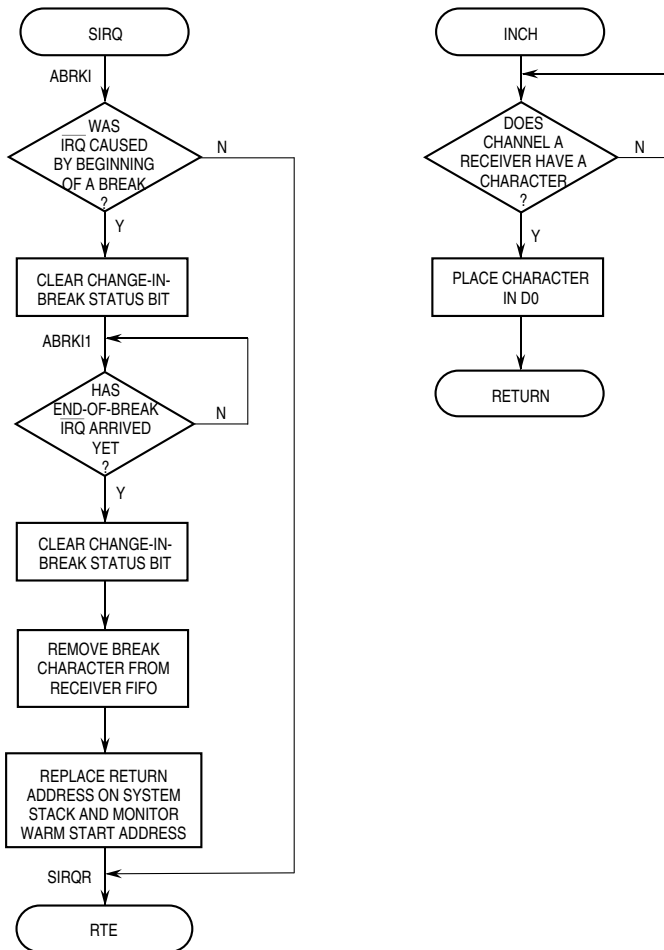 SIRQ
ABRKI
WAS
IRQ CAUSED
BY BEGINNING
OF A BREAK
?
N
Y
CLEAR CHANGE-IN-
BREAK STATUS BIT
ABRKI1
HAS
END-OF-BREAK
IRQ ARRIVED
YET
?
N
Y
CLEAR CHANGE-IN-
BREAK STATUS BIT
REMOVE BREAK
CHARACTER FROM
RECEIVER FIFO
REPLACE RETURN
ADDRESS ON SYSTEM
STACK AND MONITOR
WARM START ADDRESS
SIRQR
RTE
INCH
DOES
CHANNEL A
RECEIVER HAVE A
CHARACTER
?
N
Y
PLACE CHARACTER
IN D0
RETURN